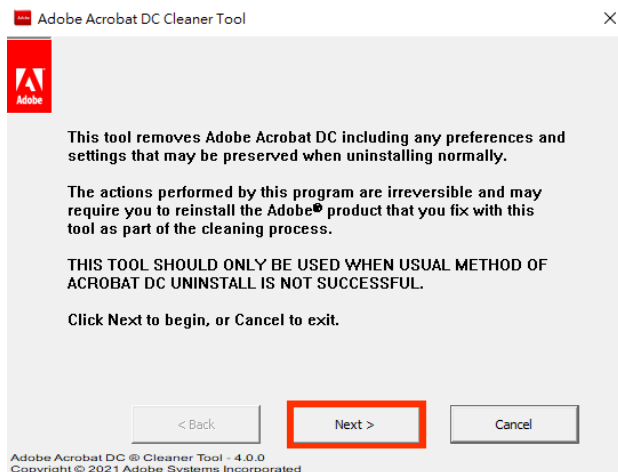 Adobe Acrobat DC Cleaner Tool
Adobe
This tool removes Adobe Acrobat DC including any preferences and
settings that may be preserved when uninstalling normally.
The actions performed by this program are irreversible and may
require you to reinstall the Adobe® product that you fix with this
tool as part of the cleaning process.
THIS TOOL SHOULD ONLY BE USED WHEN USUAL METHOD OF
ACROBAT DC UNINSTALL IS NOT SUCCESSFUL.
Click Next to begin, or Cancel to exit.
< Back Next > Cancel
Adobe Acrobat DC ® Cleaner Tool - 4.0.0
Copyright © 2021 Adobe Systems Incorporated